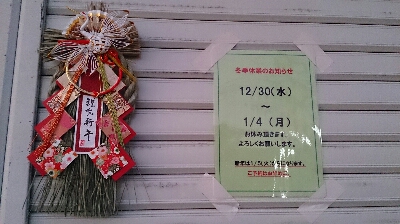 謹賀新年
冬季休業のお知らせ
12/30(水)
～
1/4(月)
お休み頂きます
よろしくお願いします。